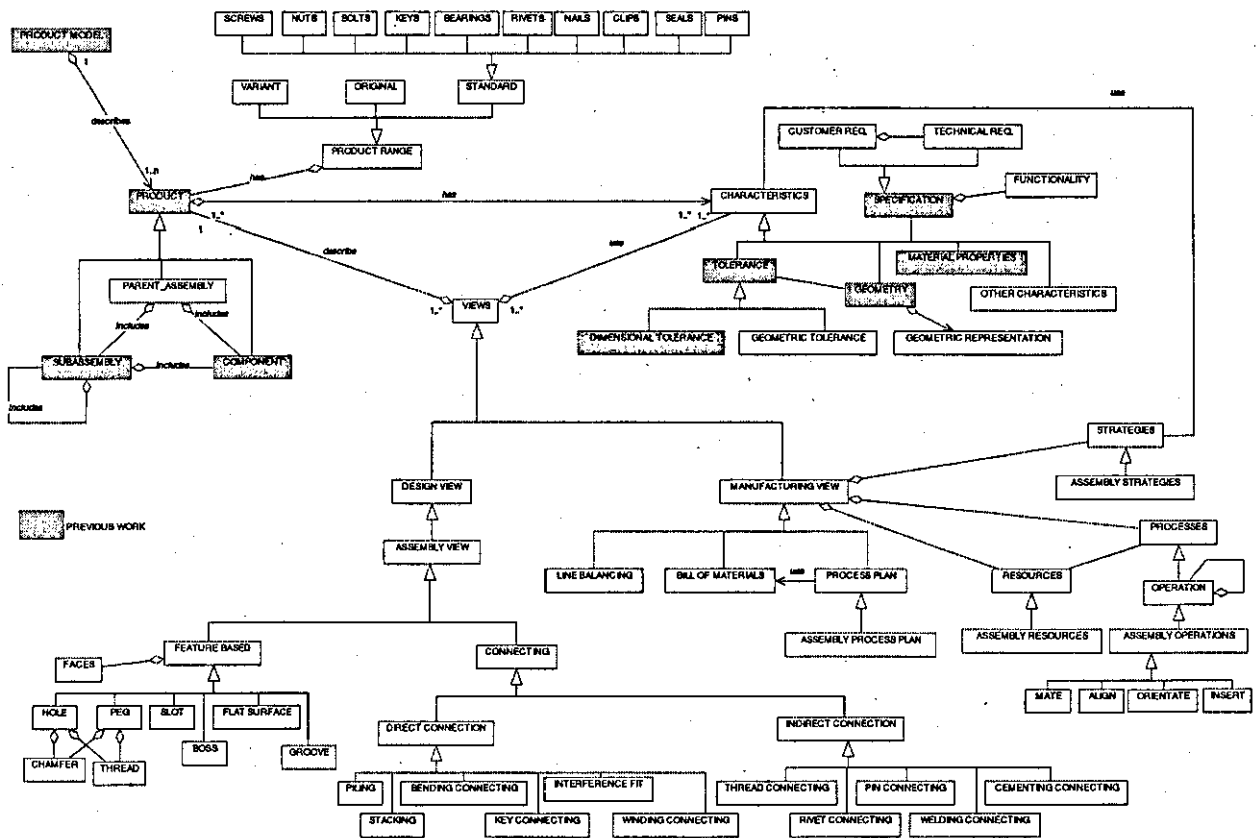 SCREWS NUTS BOLTS KEYS BEARINGS RIVETS NAILS CLIPS SEALS PINS
PRODUCT MODEL
1
VARIANT ORIGINAL STANDARD
use
describes
CUSTOMER REQ. TECHNICAL REQ.
PRODUCT RANGE
1..n
has
FUNCTIONALITY
PRODUCT
has
CHARACTERISTICS
SPECIFICATION
1 1..* 1..* 1..*
describe
use
MATERIAL PROPERTIES
TOLERANCE
PARENT_ASSEMBLY
GEOMETRY
OTHER CHARACTERISTICS
VIEWS
1..* 1..*
includes includes
DIMENSIONAL TOLERANCE GEOMETRIC TOLERANCE GEOMETRIC REPRESENTATION
SUBASSEMBLY
includes
COMPONENT
includes
STRATEGIES
DESIGN VIEW MANUFACTURING VIEW
ASSEMBLY STRATEGIES
PREVIOUS WORK
PROCESSES
ASSEMBLY VIEW
LINE BALANCING BILL OF MATERIALS
use
PROCESS PLAN
RESOURCES
OPERATION
ASSEMBLY PROCESS PLAN ASSEMBLY RESOURCES ASSEMBLY OPERATIONS
FEATURE BASED
CONNECTING
FACES
MATE ALIGN ORIENTATE INSERT
HOLE PEG SLOT FLAT SURFACE
DIRECT CONNECTION INDIRECT CONNECTION
BOSS
GROOVE
CHAMFER THREAD
PILING BENDING CONNECTING INTERFERENCE FIT THREAD CONNECTING PIN CONNECTING CEMENTING CONNECTING
STACKING KEY CONNECTING WINDING CONNECTING RIVET CONNECTING WELDING CONNECTING